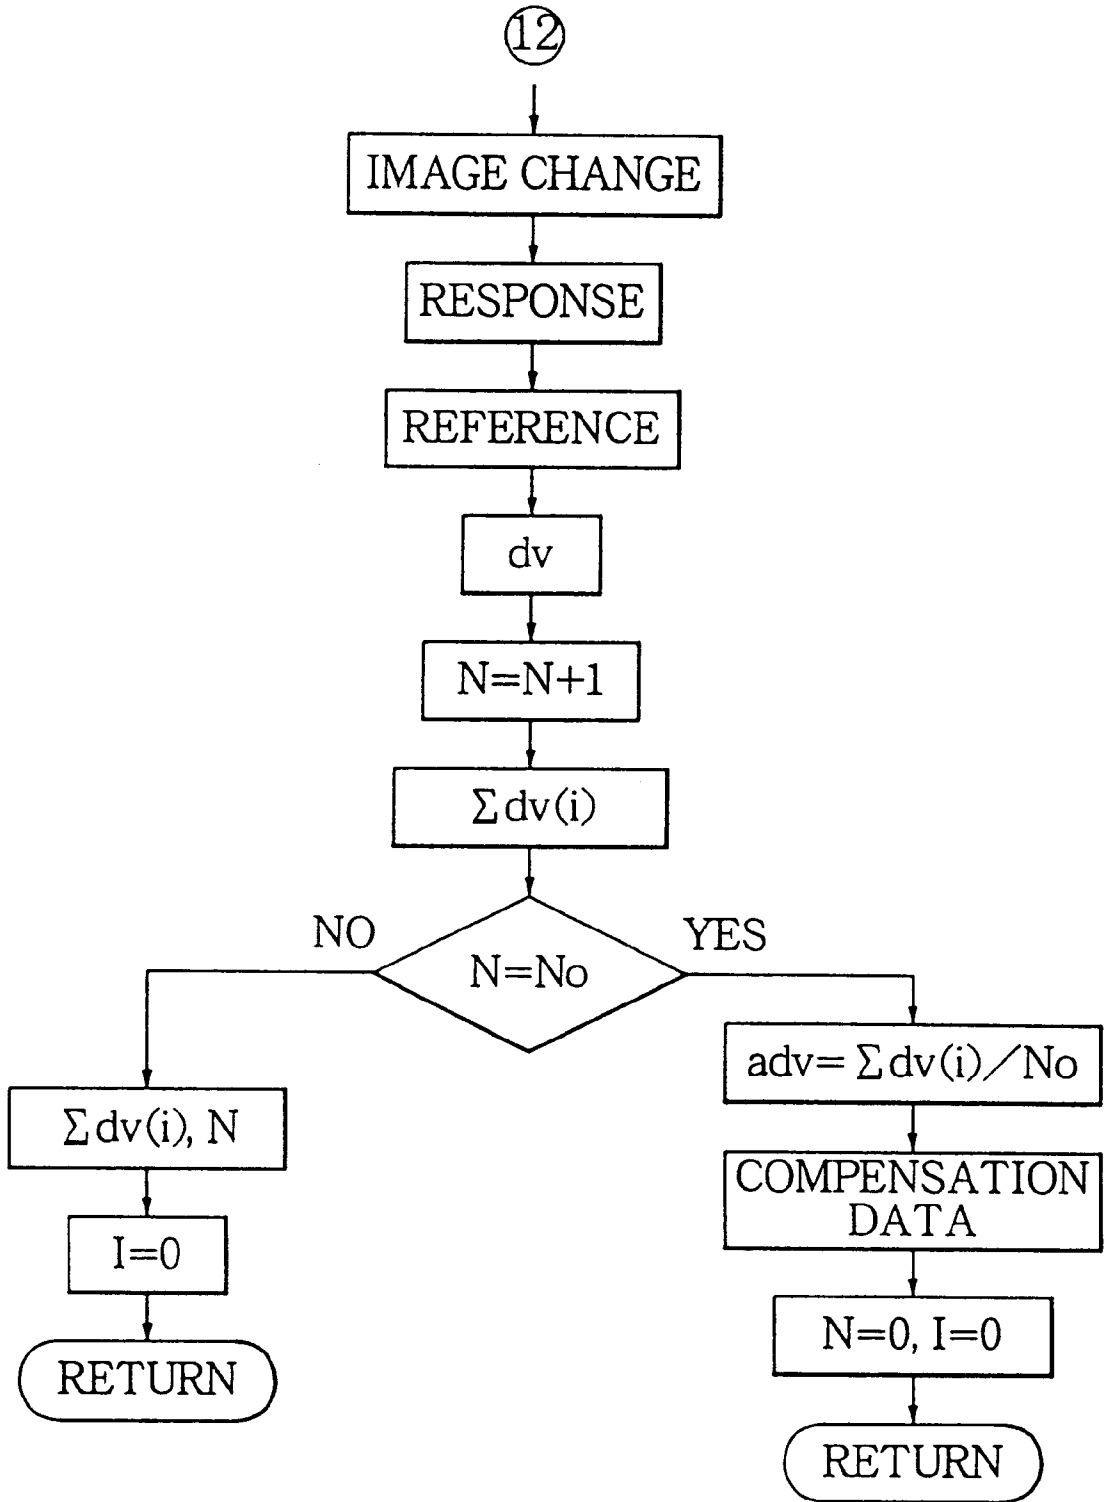 12
IMAGE CHANGE
RESPONSE
REFERENCE
dv
N=N+1
Σdv(i)
NO
YES
N=No
adv=Σdv(i)/No
Σdv(i), N
COMPENSATION
DATA
I=0
N=0, I=0
RETURN
RETURN